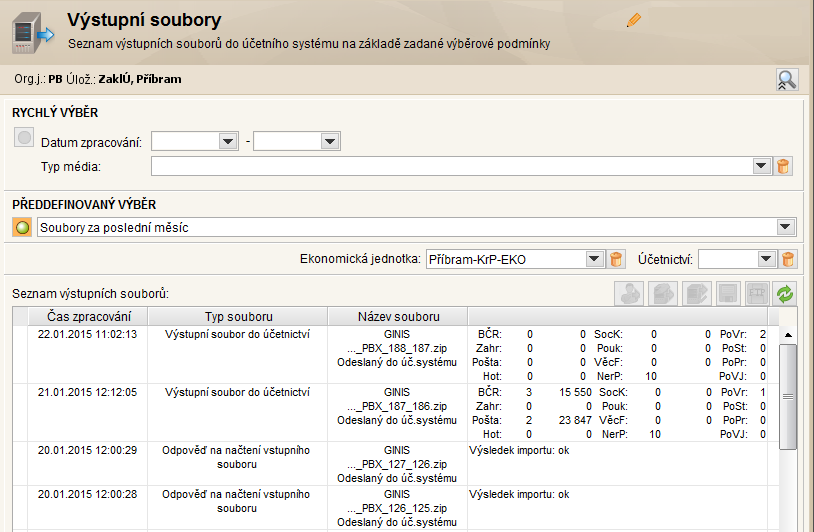 Výstupní soubory
Seznam výstupních souborů do účetního systému na základě zadané výběrové podmínky
Org.j.: PB Úlož.: ZaklÚ, Příbram
RYCHLÝ VÝBĚR
Datum zpracování: -
Typ média:
PŘEDDEFINOVANÝ VÝBĚR
Soubory za poslední měsíc
Ekonomická jednotka: Příbram-KrP-EKO Účetnictví:
Seznam výstupních souborů:
Čas zpracování Typ souboru Název souboru
22.01.2015 11:02:13 Výstupní soubor do účetnictví GINIS BČR: 0 0 SocK: 0 0 PoVr: 2
..._PBX_188_187.zip Zahr: 0 0 Pouk: 0 0 PoSt: 0
Odeslaný do úč.systému Pošta: 0 0 VěcF: 0 0 PoPr: 0
Hot: 0 0 NerP: 10 PoVJ: 0
21.01.2015 12:12:05 Výstupní soubor do účetnictví GINIS BČR: 3 15 550 SocK: 0 0 PoVr: 1
..._PBX_187_186.zip Zahr: 0 0 Pouk: 0 0 PoSt: 0
Odeslaný do úč.systému Pošta: 2 23 847 VěcF: 0 0 PoPr: 0
Hot: 0 0 NerP: 10 PoVJ: 0
20.01.2015 12:00:29 Odpověď na načtení vstupního GINIS Výsledek importu: ok
souboru ..._PBX_127_126.zip
Odeslaný do úč.systému
20.01.2015 12:00:28 Odpověď na načtení vstupního GINIS Výsledek importu: ok
souboru ..._PBX_126_125.zip
Odeslaný do úč.systému